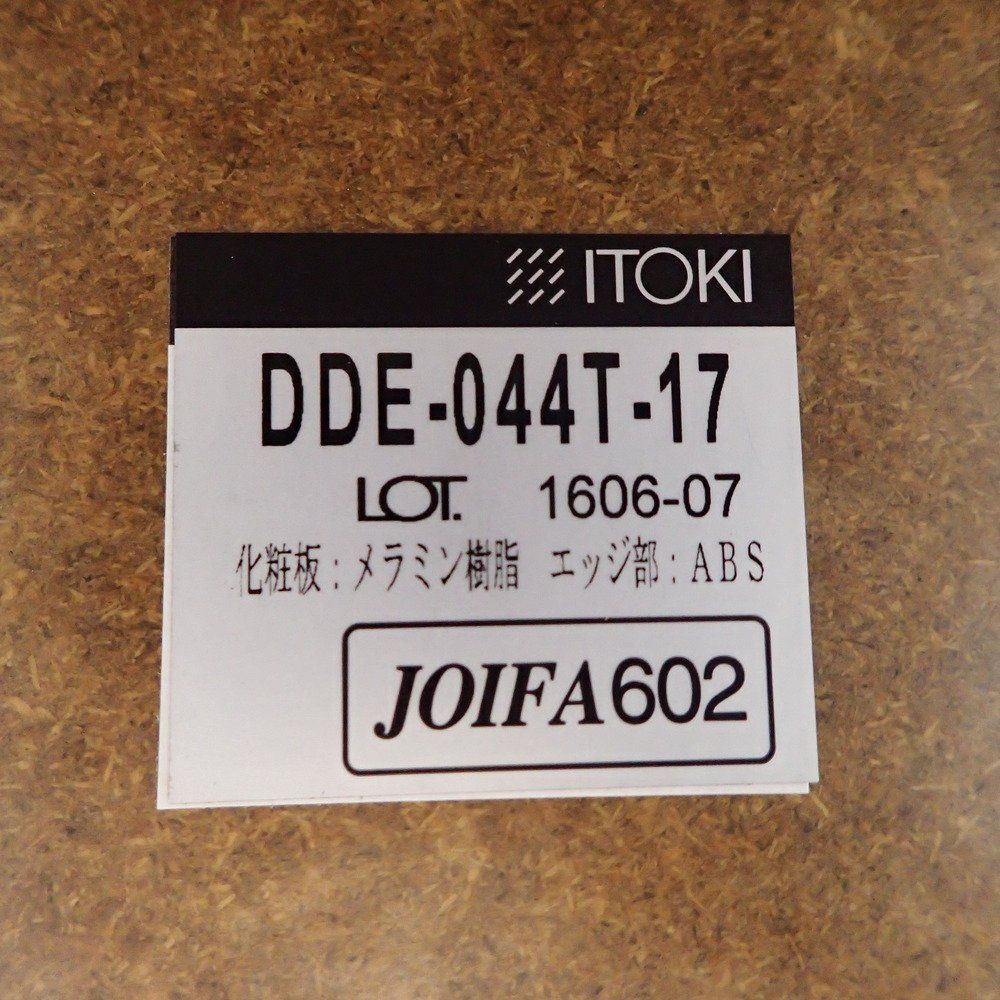 ITOKI
DDE-044T-17
LOT. 1606-07
化粧板：メラミン樹脂 エッジ部：ABS
JOIFA602